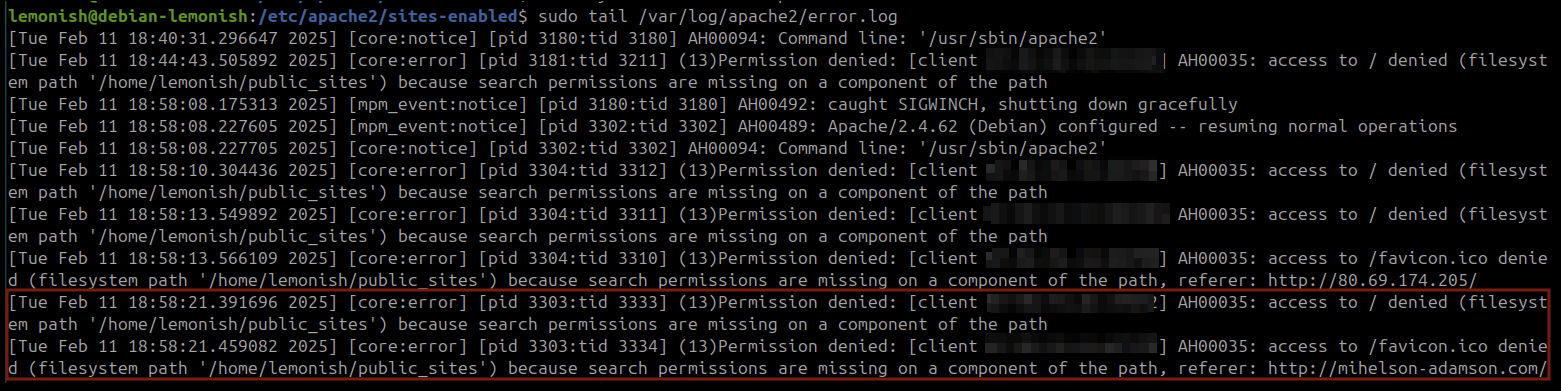 lemonish@debian-lemonish:/etc/apache2/sites-enabled$ sudo tail /var/log/apache2/error.log
[Tue Feb 11 18:40:31.296647 2025] [core:notice] [pid 3180:tid 3180] AH00094: Command line: '/usr/sbin/apache2'
[Tue Feb 11 18:44:43.505892 2025] [core:error] [pid 3181:tid 3211] (13)Permission denied: [client ] AH00035: access to / denied (filesyst
em path '/home/lemonish/public_sites') because search permissions are missing on a component of the path
[Tue Feb 11 18:58:08.175313 2025] [mpm_event:notice] [pid 3180:tid 3180] AH00492: caught SIGWINCH, shutting down gracefully
[Tue Feb 11 18:58:08.227605 2025] [mpm_event:notice] [pid 3302:tid 3302] AH00489: Apache/2.4.62 (Debian) configured -- resuming normal operations
[Tue Feb 11 18:58:08.227705 2025] [core:notice] [pid 3302:tid 3302] AH00094: Command line: '/usr/sbin/apache2'
[Tue Feb 11 18:58:10.304436 2025] [core:error] [pid 3304:tid 3312] (13)Permission denied: [client ] AH00035: access to / denied (filesyst
em path '/home/lemonish/public_sites') because search permissions are missing on a component of the path
[Tue Feb 11 18:58:13.549892 2025] [core:error] [pid 3304:tid 3311] (13)Permission denied: [client AH00035: access to / denied (filesyst
em path '/home/lemonish/public_sites') because search permissions are missing on a component of the path
[Tue Feb 11 18:58:13.566109 2025] [core:error] [pid 3304:tid 3310] (13)Permission denied: [client ] AH00035: access to /favicon.ico denie
d (filesystem path '/home/lemonish/public_sites') because search permissions are missing on a component of the path, referer: http://80.69.174.205/
[Tue Feb 11 18:58:21.391696 2025] [core:error] [pid 3303:tid 3333] (13)Permission denied: [client ] AH00035: access to / denied (filesyst
em path '/home/lemonish/public_sites') because search permissions are missing on a component of the path
[Tue Feb 11 18:58:21.459082 2025] [core:error] [pid 3303:tid 3334] (13)Permission denied: [client ] AH00035: access to /favicon.ico denie
d (filesystem path '/home/lemonish/public_sites') because search permissions are missing on a component of the path, referer: http://mihelson-adamson.com/